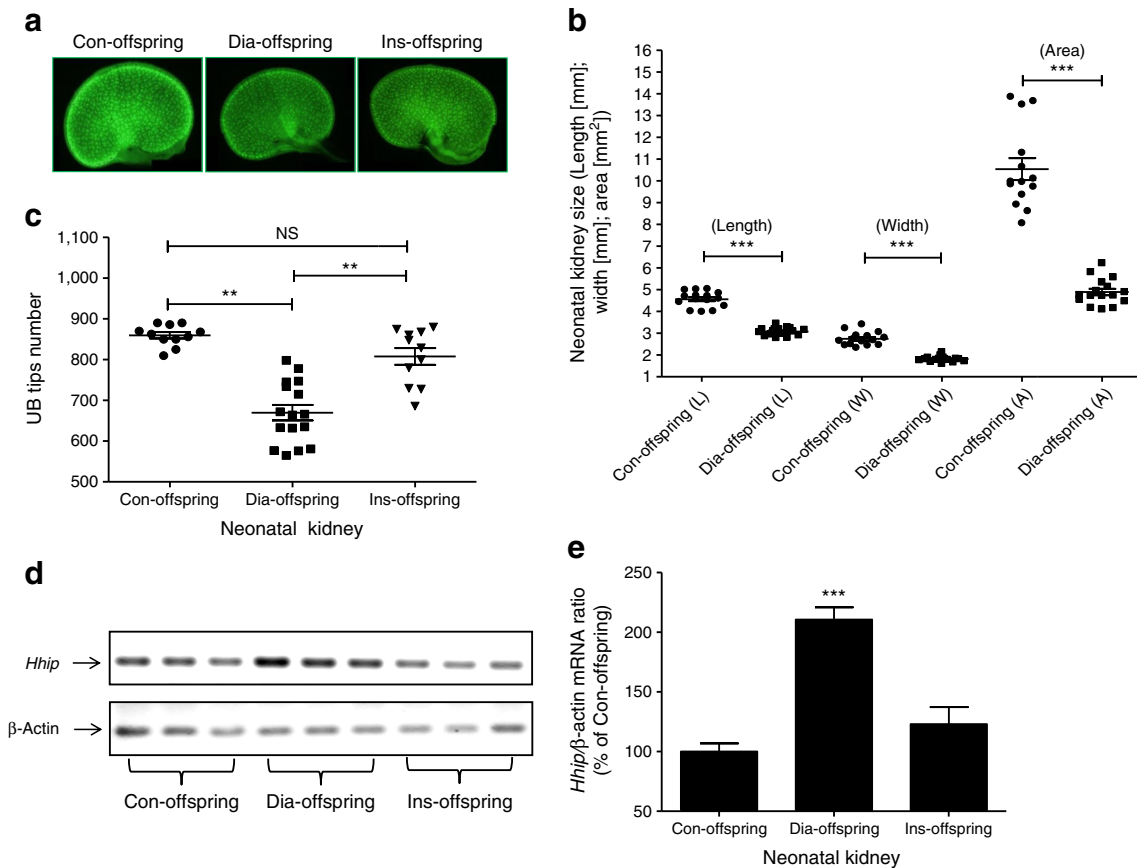 a
Con-offspring
Dia-offspring
Ins-offspring
b
Neonatal kidney size (Length [mm];
width [mm]; area [mm²])
16
15
14
13
12
11
10
9
8
7
6
5
4
3
2
1
(Length)
***
(Width)
***
(Area)
***
Con-offspring (L)
Dia-offspring (L)
Con-offspring (W)
Dia-offspring (W)
Con-offspring (A)
Dia-offspring (A)
c
UB tips number
1,100
1,000
900
800
700
600
500
NS
**
**
Con-offspring
Dia-offspring
Ins-offspring
Neonatal kidney
d
Hhip
β-Actin
Con-offspring
Dia-offspring
Ins-offspring
e
Hhip/β-actin mRNA ratio
(% of Con-offspring)
250
200
150
100
50
***
Con-offspring
Dia-offspring
Ins-offspring
Neonatal kidney